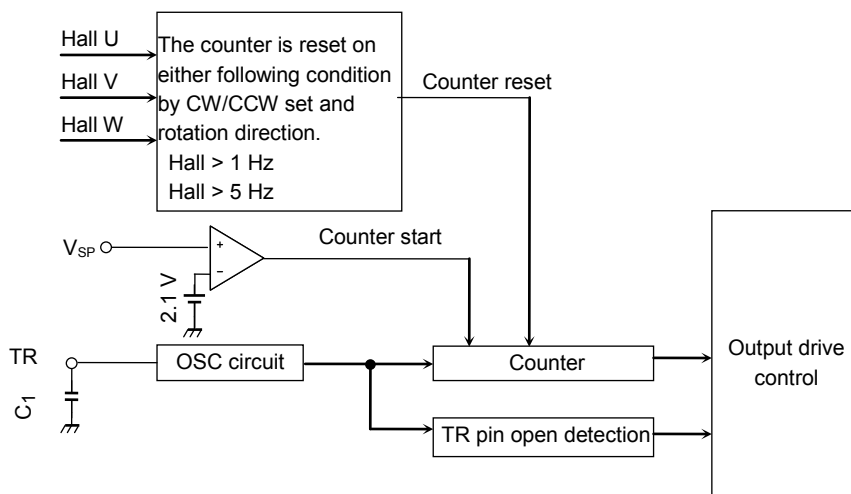 Hall U
Hall V
Hall W
The counter is reset on
either following condition
by CW/CCW set and
rotation direction.
Hall > 1 Hz
Hall > 5 Hz
Counter reset
VSP
+
−
2.1 V
Counter start
TR
C1
OSC circuit
Counter
TR pin open detection
Output drive
control